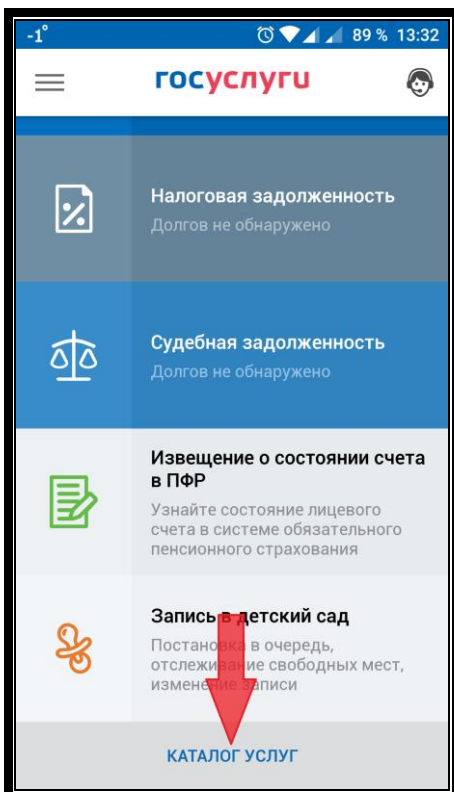 -1° 89 % 13:32
госуслуги
Налоговая задолженность
Долгов не обнаружено
Судебная задолженность
Долгов не обнаружено
Извещение о состоянии счета
в ПФР
Узнайте состояние лицевого
счета в системе обязательного
пенсионного страхования
Запись в детский сад
Постановка в очередь,
отслеживание свободных мест,
изменение записи
КАТАЛОГ УСЛУГ